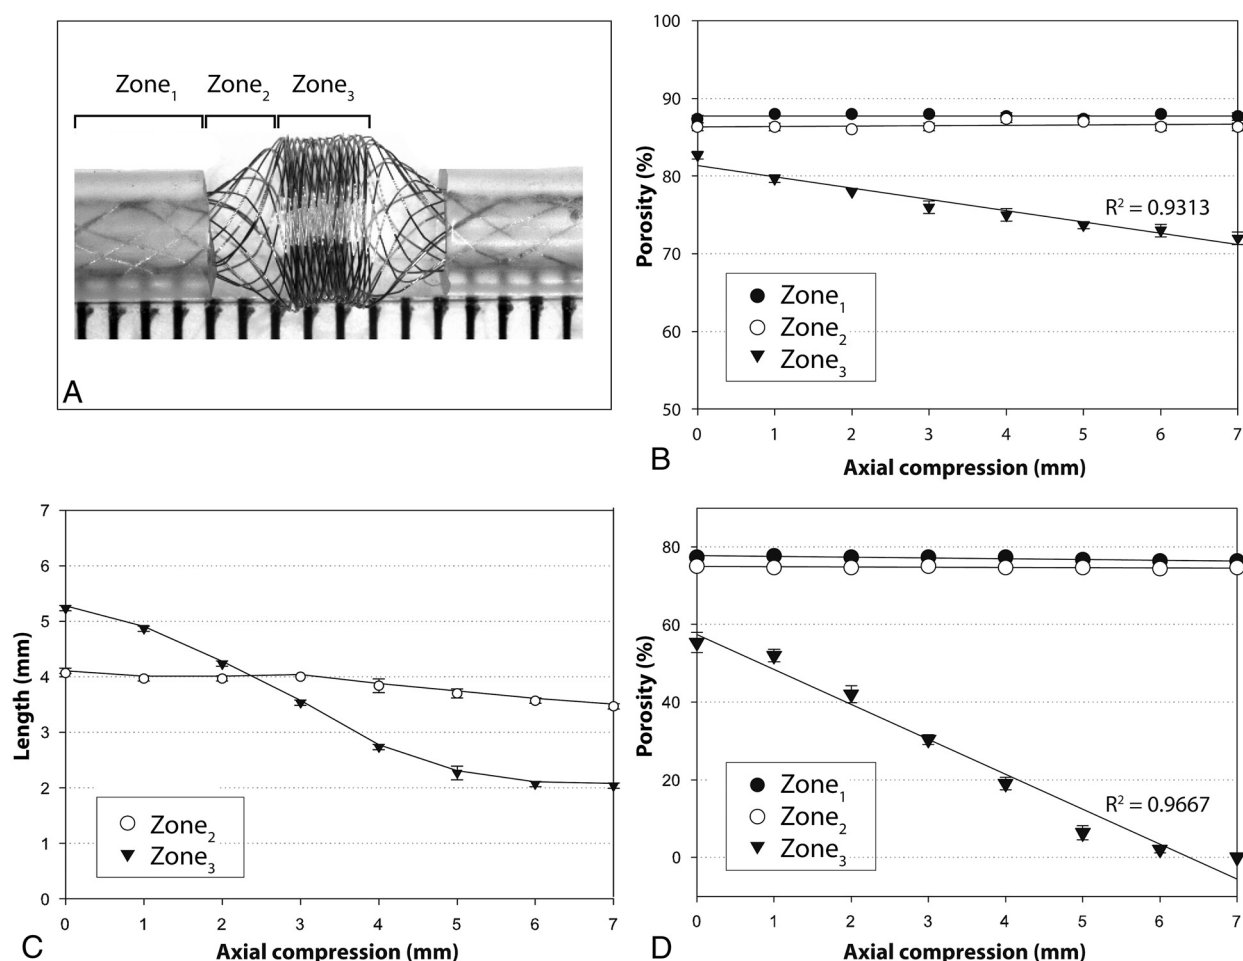 Zone1 Zone2 Zone3
A
100
90
80
70
60
50
Porosity (%)
R² = 0.9313
Zone1
Zone2
Zone3
0 1 2 3 4 5 6 7
Axial compression (mm)
B
7
6
5
4
3
2
1
0
Length (mm)
Zone2
Zone3
0 1 2 3 4 5 6 7
Axial compression (mm)
C
80
60
40
20
0
Porosity (%)
R² = 0.9667
Zone1
Zone2
Zone3
0 1 2 3 4 5 6 7
Axial compression (mm)
D